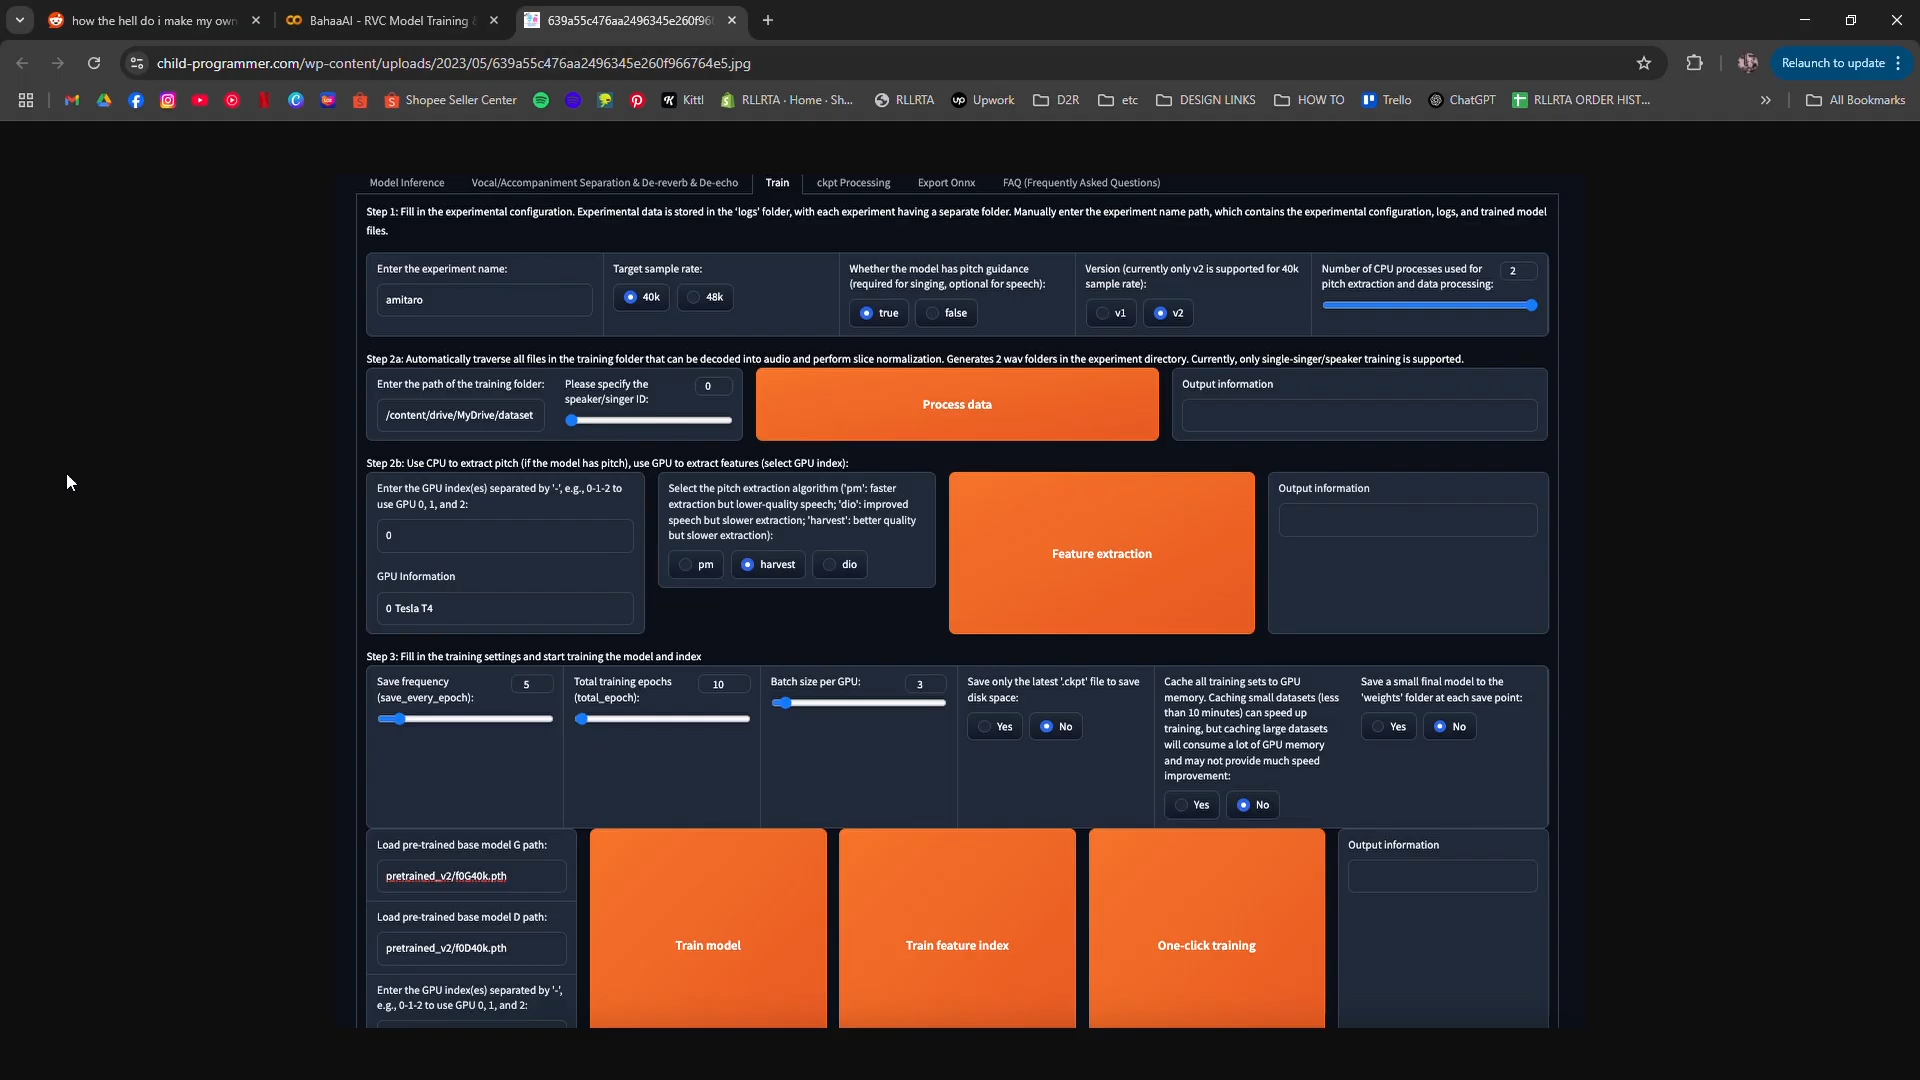 how the hell do i make my own
BahaaAI - RVC Model Training &
639a55c476aa2496345e260f96
child-programmer.com/wp-content/uploads/2023/05/639a55c476aa2496345e260f966764e5.jpg
Relaunch to update
Shopee Seller Center
Kittl
RLLRTA · Home · Sh...
RLLRTA
Upwork
D2R
etc
DESIGN LINKS
HOW TO
Trello
ChatGPT
RLLRTA ORDER HIST...
All Bookmarks
Model Inference
Vocal/Accompaniment Separation & De-reverb & De-echo
Train
ckpt Processing
Export Onnx
FAQ (Frequently Asked Questions)
Step 1: Fill in the experimental configuration. Experimental data is stored in the 'logs' folder, with each experiment having a separate folder. Manually enter the experiment name path, which contains the experimental configuration, logs, and trained model
files.
Enter the experiment name:
amitaro
Target sample rate:
40k
48k
Whether the model has pitch guidance
(required for singing, optional for speech):
true
false
Version (currently only v2 is supported for 40k
sample rate):
v1
v2
Number of CPU processes used for
pitch extraction and data processing:
2
Step 2a: Automatically traverse all files in the training folder that can be decoded into audio and perform slice normalization. Generates 2 wav folders in the experiment directory. Currently, only single-singer/speaker training is supported.
Enter the path of the training folder:
/content/drive/MyDrive/dataset
Please specify the
speaker/singer ID:
0
Process data
Output information
Step 2b: Use CPU to extract pitch (if the model has pitch), use GPU to extract features (select GPU index):
Enter the GPU index(es) separated by '-', e.g., 0-1-2 to
use GPU 0, 1, and 2:
0
GPU Information
0 Tesla T4
Select the pitch extraction algorithm ('pm': faster
extraction but lower-quality speech; 'dio': improved
speech but slower extraction; 'harvest': better quality
but slower extraction):
pm
harvest
dio
Feature extraction
Output information
Step 3: Fill in the training settings and start training the model and index
Save frequency
(save_every_epoch):
5
Total training epochs
(total_epoch):
10
Batch size per GPU:
3
Save only the latest '.ckpt' file to save
disk space:
Yes
No
Cache all training sets to GPU
memory. Caching small datasets (less
than 10 minutes) can speed up
training, but caching large datasets
will consume a lot of GPU memory
and may not provide much speed
improvement:
Yes
No
Save a small final model to the
'weights' folder at each save point:
Yes
No
Load pre-trained base model G path:
pretrained_v2/f0G40k.pth
Load pre-trained base model D path:
pretrained_v2/f0D40k.pth
Enter the GPU index(es) separated by '-',
e.g., 0-1-2 to use GPU 0, 1, and 2:
Train model
Train feature index
One-click training
Output information